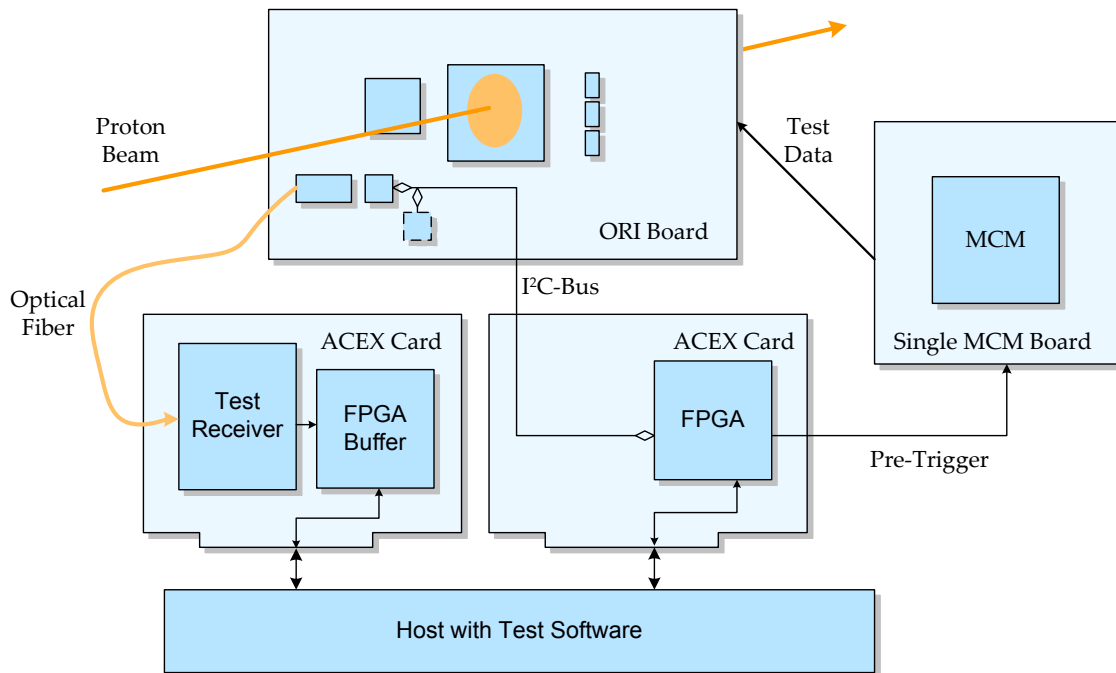 Proton
Beam
Test
Data
ORI Board
MCM
Single MCM Board
I²C-Bus
Optical
Fiber
ACEX Card
Test
Receiver
FPGA
Buffer
ACEX Card
FPGA
Pre-Trigger
Host with Test Software